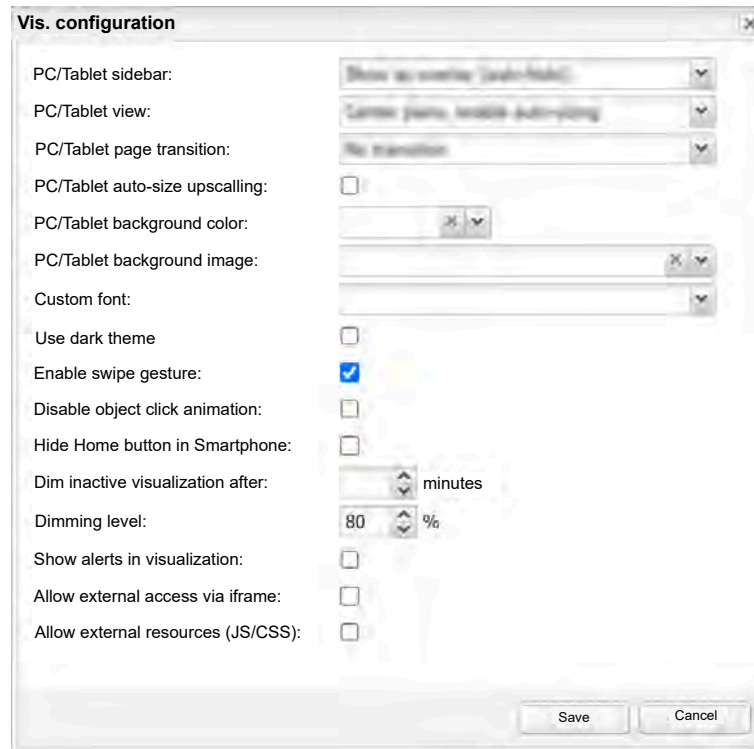 Vis. configuration
PC/Tablet sidebar:
PC/Tablet view:
PC/Tablet page transition: No transition
PC/Tablet auto-size upscalling:
PC/Tablet background color:
PC/Tablet background image:
Custom font:
Use dark theme
Enable swipe gesture:
Disable object click animation:
Hide Home button in Smartphone:
Dim inactive visualization after: minutes
Dimming level: 80 %
Show alerts in visualization:
Allow external access via iframe:
Allow external resources (JS/CSS):
Save Cancel